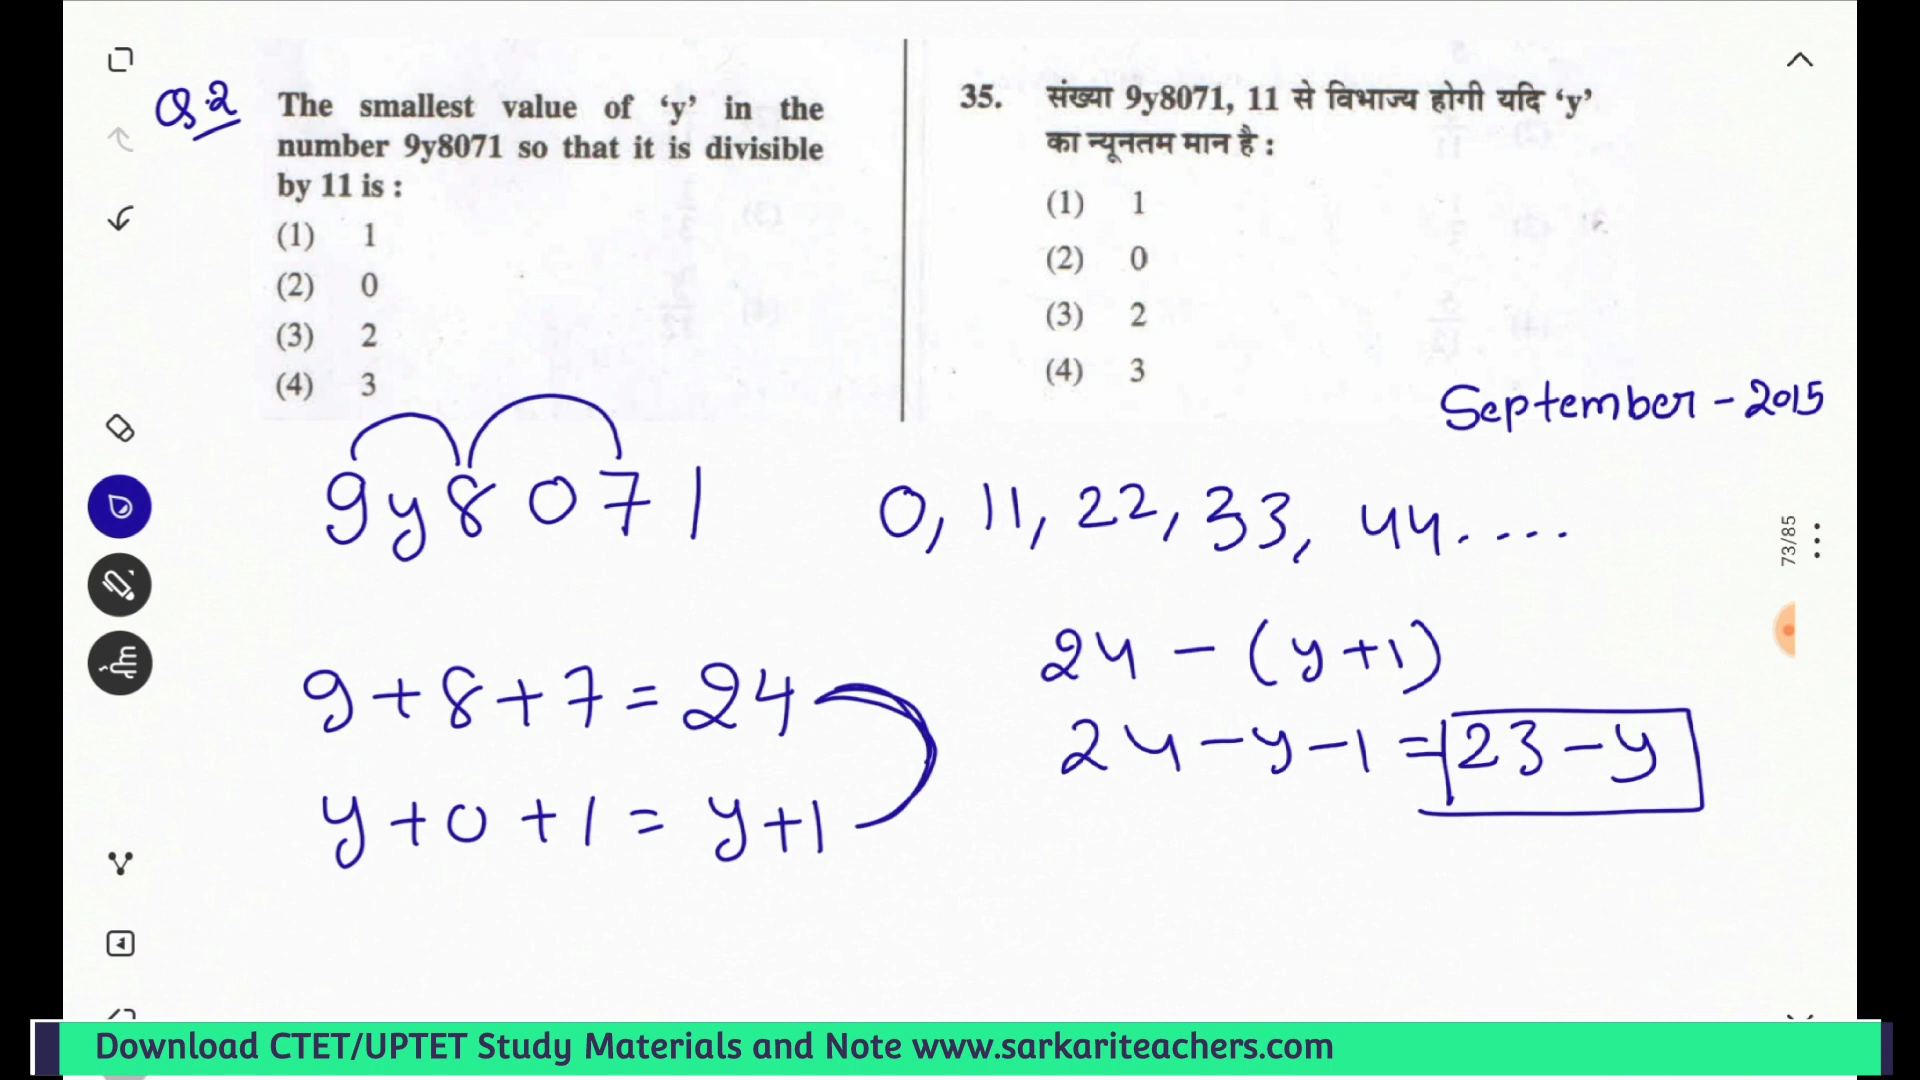 Q.2
The smallest value of ‘y’ in the
number 9y8071 so that it is divisible
by 11 is :
(1) 1
(2) 0
(3) 2
(4) 3
35. संख्या 9y8071, 11 से विभाज्य होगी यदि ‘y’
का न्यूनतम मान है :
(1) 1
(2) 0
(3) 2
(4) 3
September - 2015
9y8071
0, 11, 22, 33, 44. . . . .
9+8+7=24
y+0+1=y+1
24-(y+1)
24-y-1=23-y
73/85
Download CTET/UPTET Study Materials and Note www.sarkariteachers.com